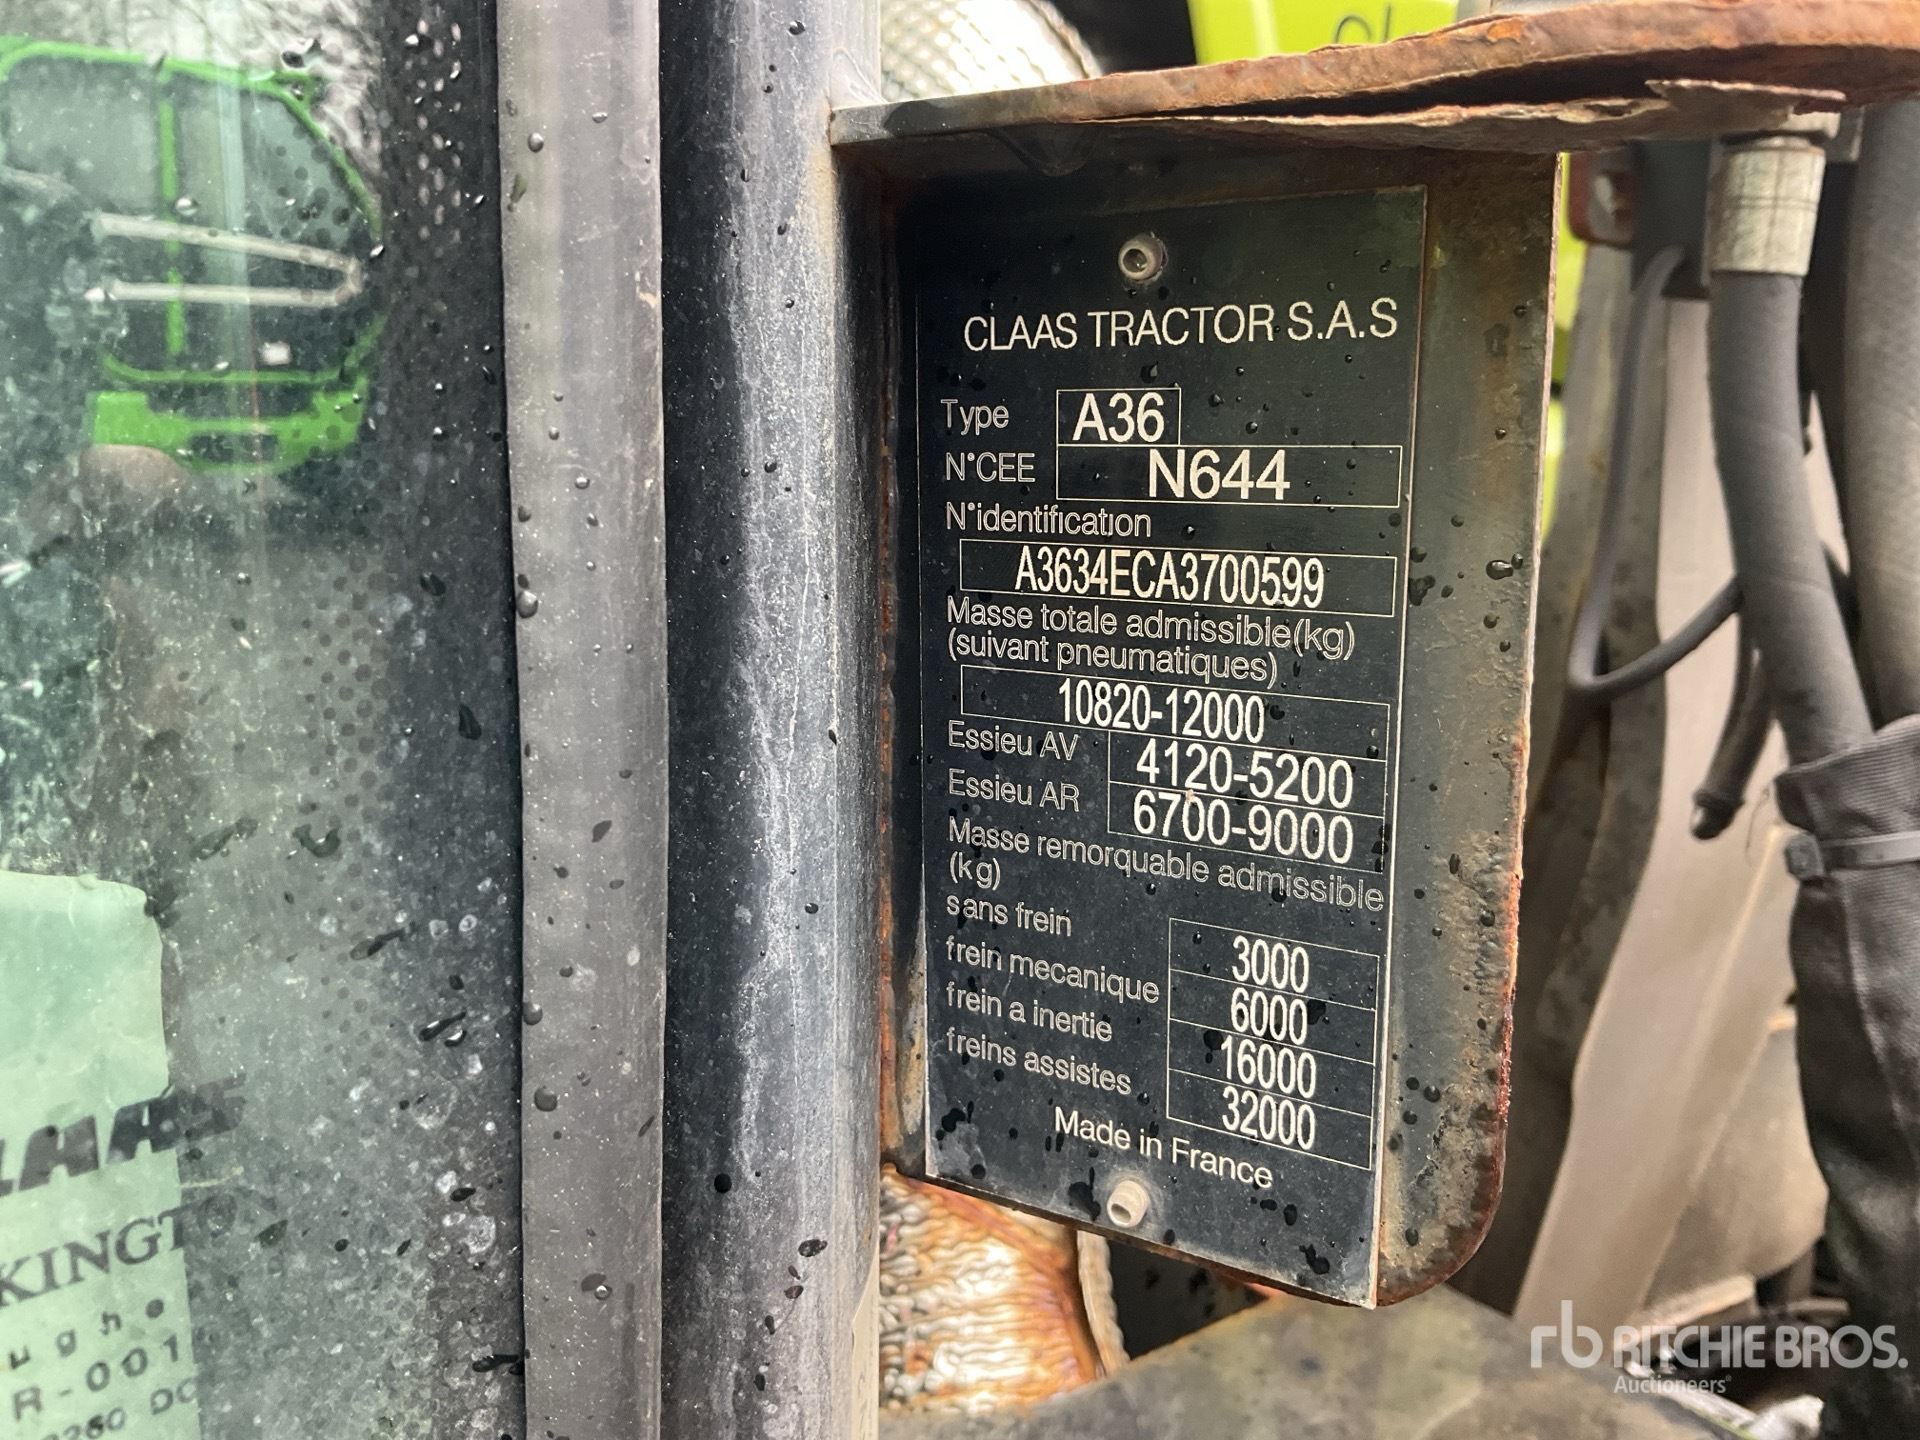 CLAAS TRACTOR S.A.S
Type A36
N°CEE N644
N°identification
A3634ECA3700599
Masse totale admissible(kg)
(suivant pneumatiques)
10820-12000
Essieu AV 4120-5200
Essieu AR 6700-9000
Masse remorquable admissible
(kg)
sans frein 3000
frein mecanique 6000
frein a inertie 16000
freins assistes 32000
Made in France
rb RITCHIE BROS.
Auctioneers